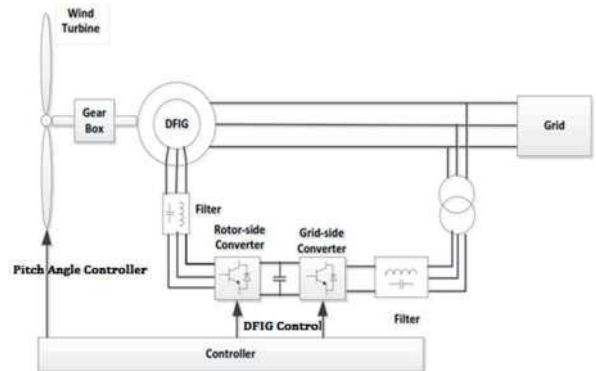 Wind
Turbine
Gear
Box
DFIG
Grid
Filter
Rotor-side
Converter
Grid-side
Converter
Pitch Angle Controller
DFIG Control
Filter
Controller